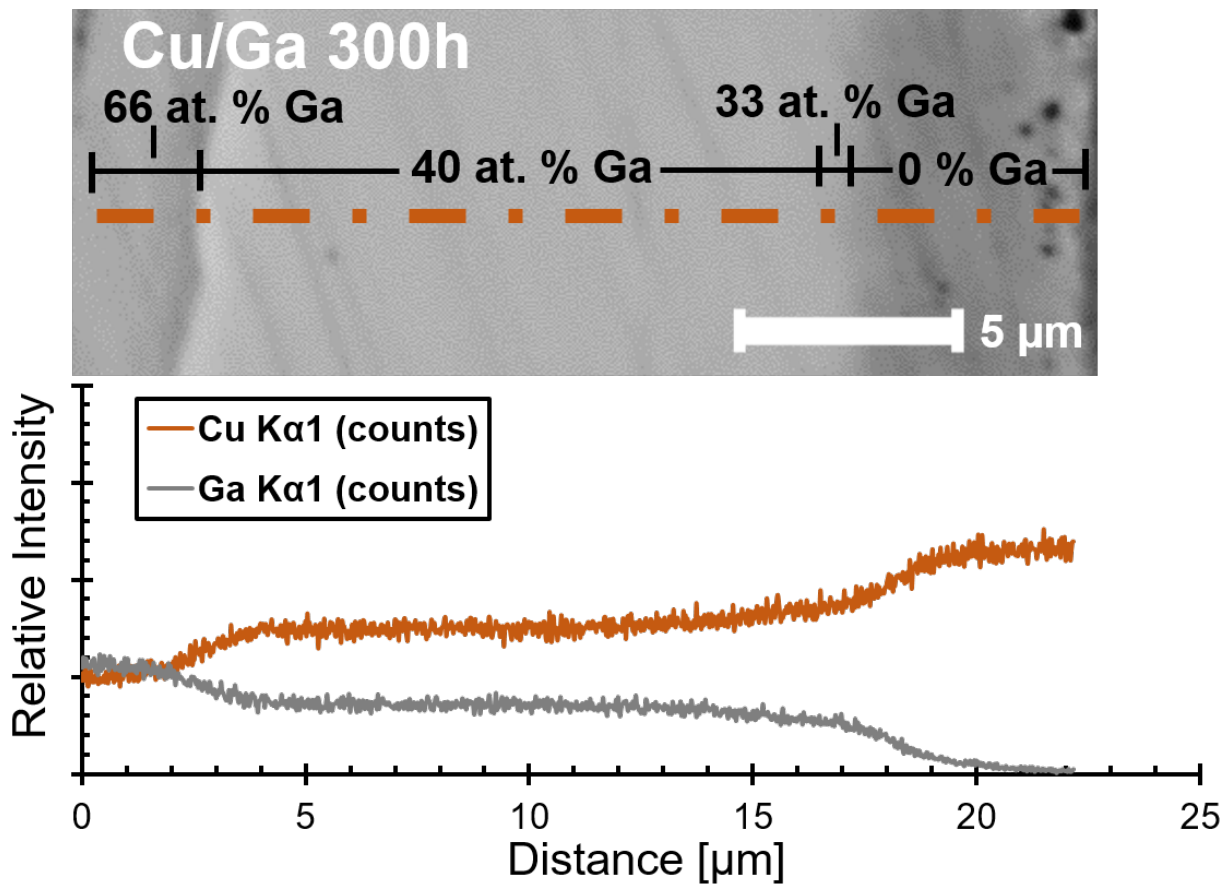 Cu/Ga 300h
66 at. % Ga
33 at. % Ga
40 at. % Ga
0 % Ga
5 µm
Cu Kα1 (counts)
Ga Kα1 (counts)
Relative Intensity
0 5 10 15 20 25
Distance [µm]